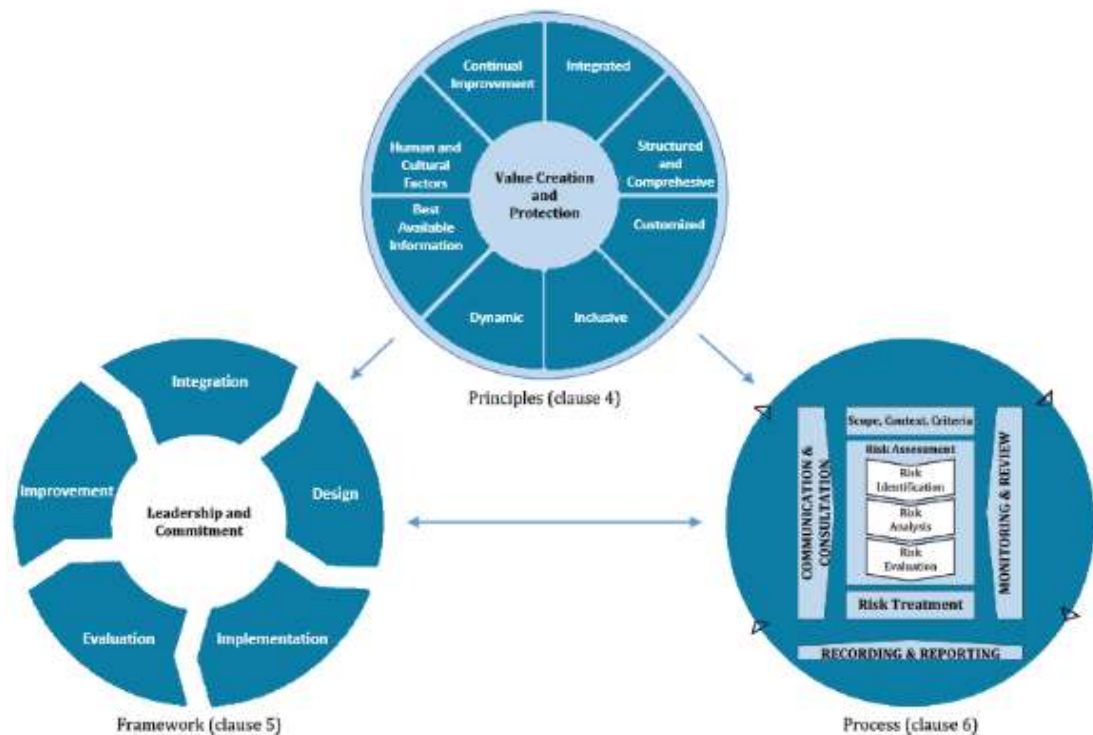 Continual
Improvement
Integrated
Human and
Cultural
Factors
Structured
and
Comprehesive
Value Creation
and
Protection
Best
Available
Information
Customized
Dynamic
Inclusive
Principles (clause 4)
Integration
Improvement
Design
Leadership and
Commitment
Evaluation
Implementation
Framework (clause 5)
COMMUNICATION &
CONSULTATION
Scope, Context, Criteria
Risk Assessment
Risk
Identification
Risk
Analysis
Risk
Evaluation
Risk Treatment
MONITORING & REVIEW
RECORDING & REPORTING
Process (clause 6)